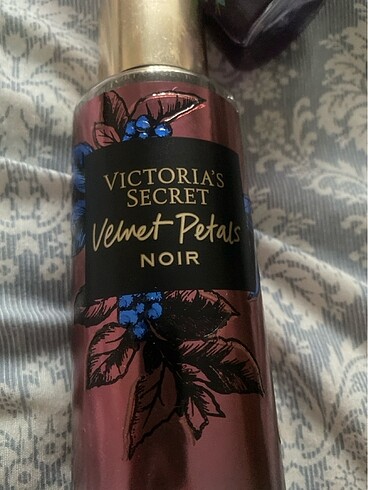 VICTORIA'S
SECRET
Velvet Petals
NOIR